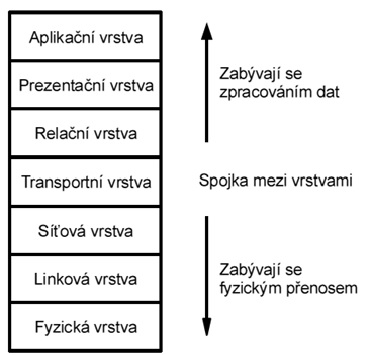 Aplikační vrstva
Prezentační vrstva
Relační vrstva
Transportní vrstva
Síťová vrstva
Linková vrstva
Fyzická vrstva
Zabývají se
zpracováním dat
Spojka mezi vrstvami
Zabývají se
fyzickým přenosem